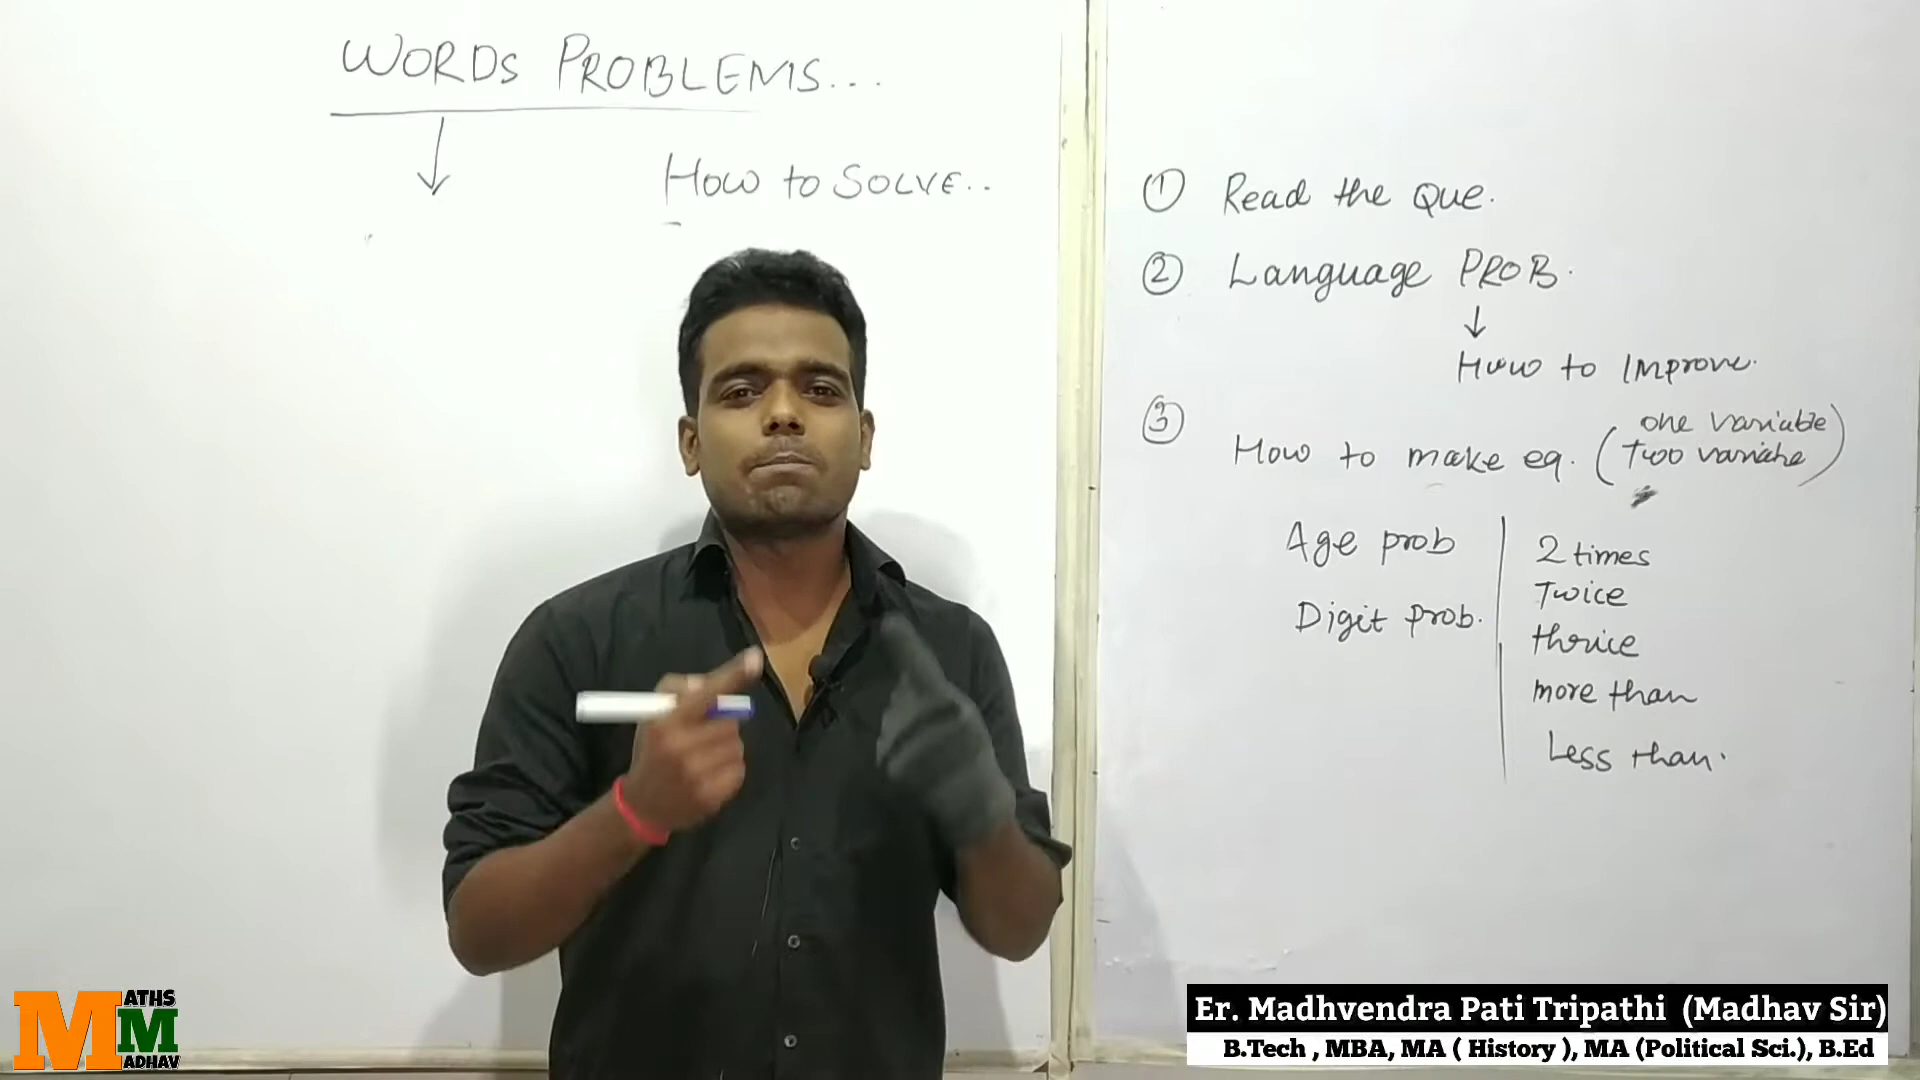 WORDS PROBLEMS...
HOW to SOLVE..
① Read the Que.
② Language PROB.
How to Improve.
③
one variable
How to make eq. (Two variable)
Age prob
Digit prob.
2 times
Twice
thrice
more than
Less than.
MATHS
MADHAV
Er. Madhvendra Pati Tripathi (Madhav Sir)
B.Tech , MBA, MA ( History ), MA (Political Sci.), B.Ed